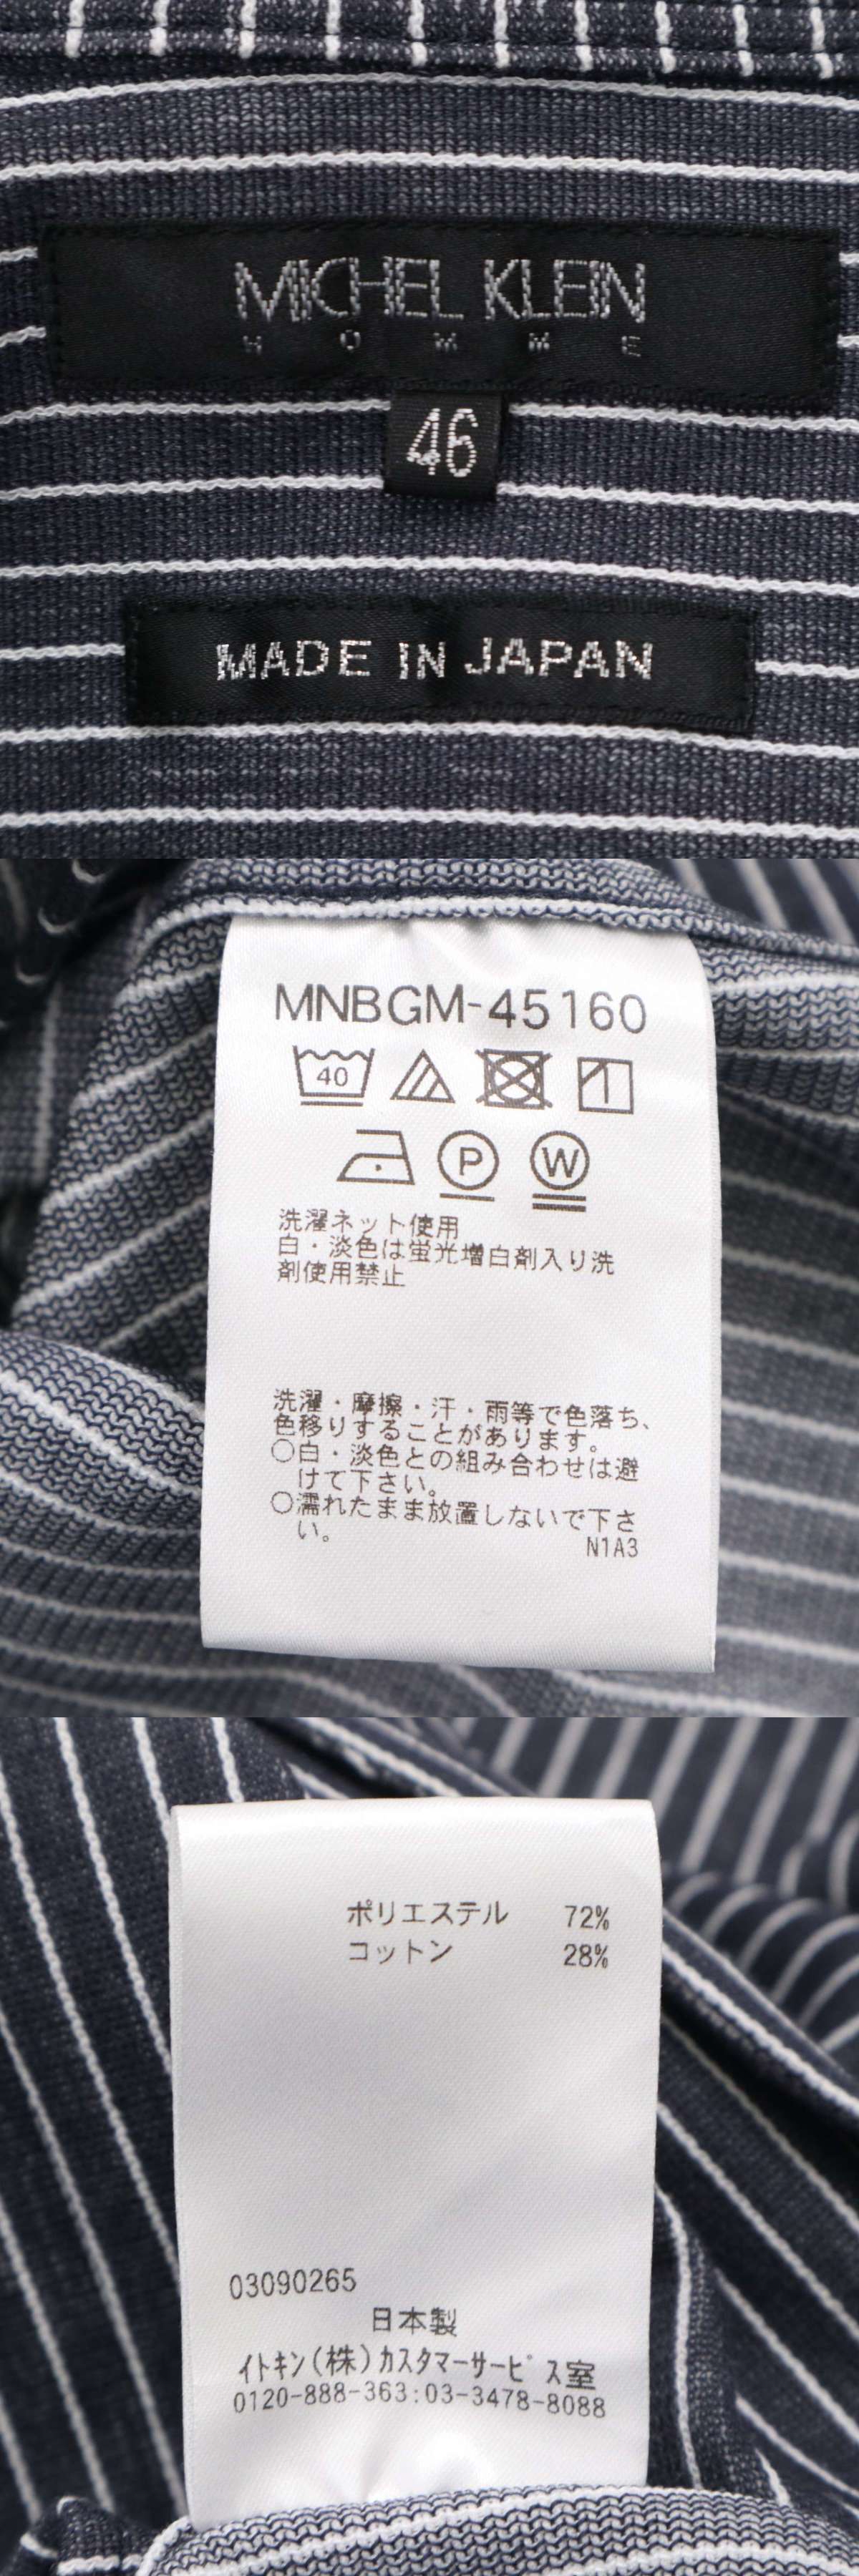 MICHEL KLEIN
HOMME
46
MADE IN JAPAN
MNBGM-45160
40
P W
洗濯ネット使用
白・淡色は蛍光増白剤入り洗
剤使用禁止
洗濯・摩擦・汗・雨等で色落ち、
色移りすることがあります。
○白・淡色との組み合わせは避
けて下さい。
○濡れたまま放置しないで下さ
い。
N1A3
ポリエステル 72%
コットン 28%
03090265
日本製
イトキン(株)カスタマーサービス室
0120-888-363:03-3478-8088